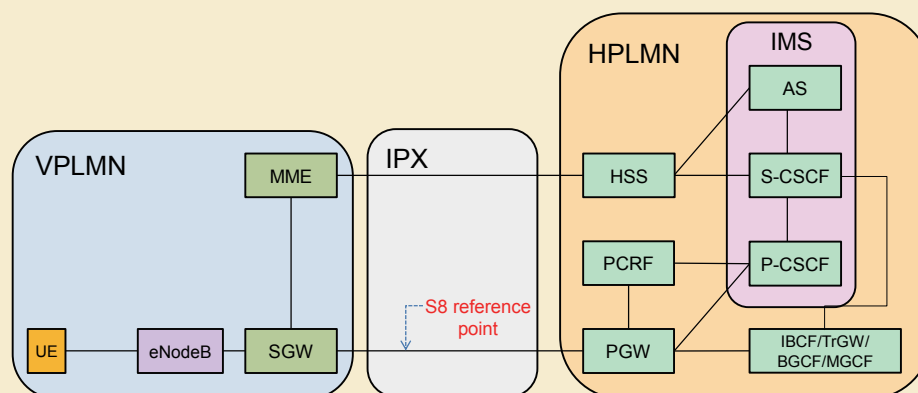 HPLMN
IMS
AS
VPLMN
IPX
MME
HSS
S-CSCF
PCRF
P-CSCF
S8 reference
point
UE
eNodeB
SGW
PGW
IBCF/TrGW/
BGCF/MGCF